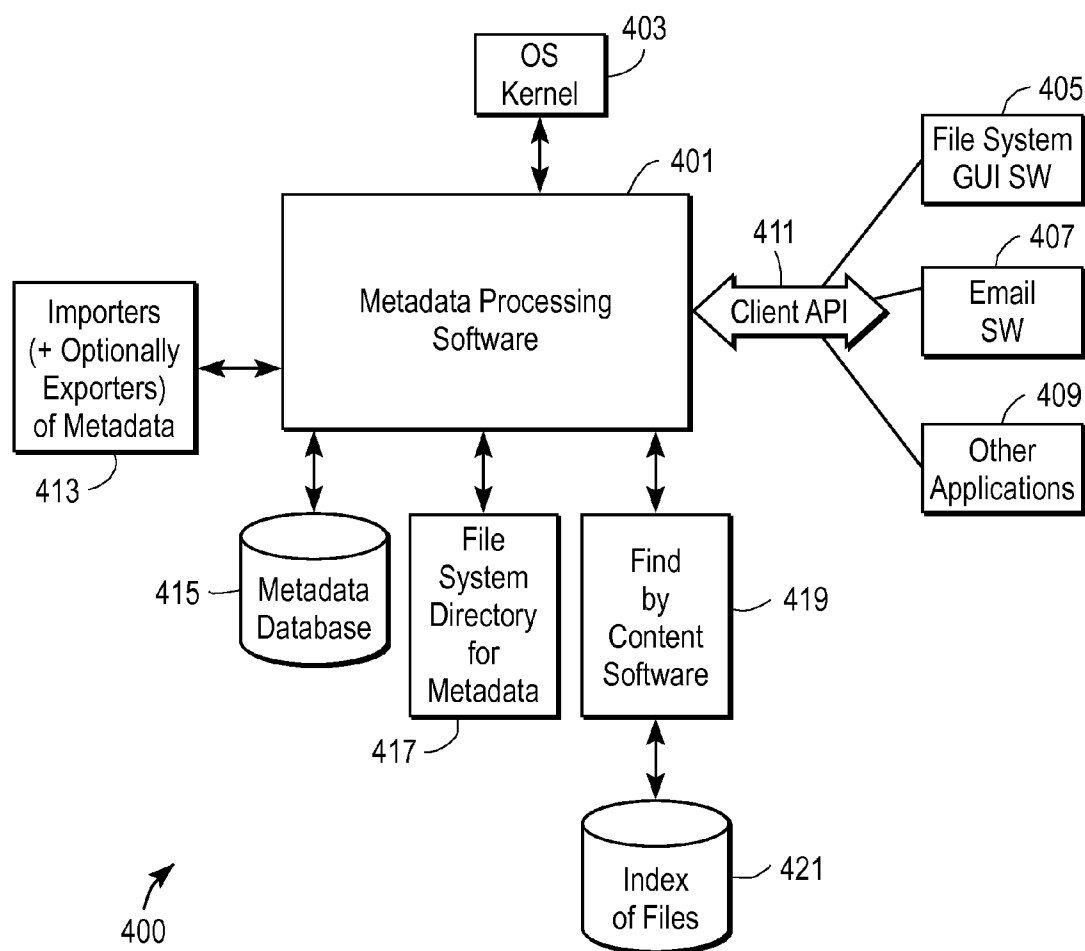 403
OS
Kernel
405
File System
GUI SW
401
411
407
Metadata Processing
Software
Client API
Email
SW
Importers
(+ Optionally
Exporters)
of Metadata
413
409
Other
Applications
415
Metadata
Database
File
System
Directory
for
Metadata
417
Find
by
Content
Software
419
Index
of Files
421
400